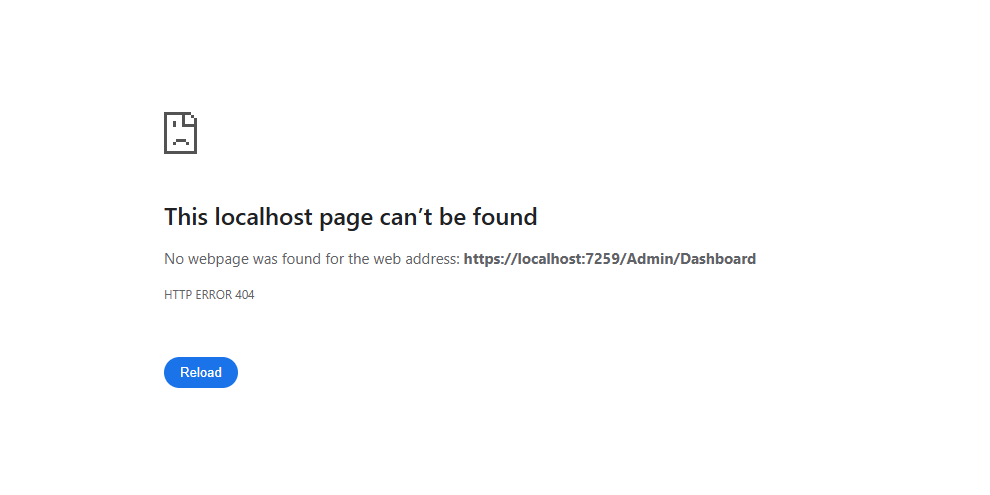 This localhost page can’t be found
No webpage was found for the web address: https://localhost:7259/Admin/Dashboard
HTTP ERROR 404
Reload